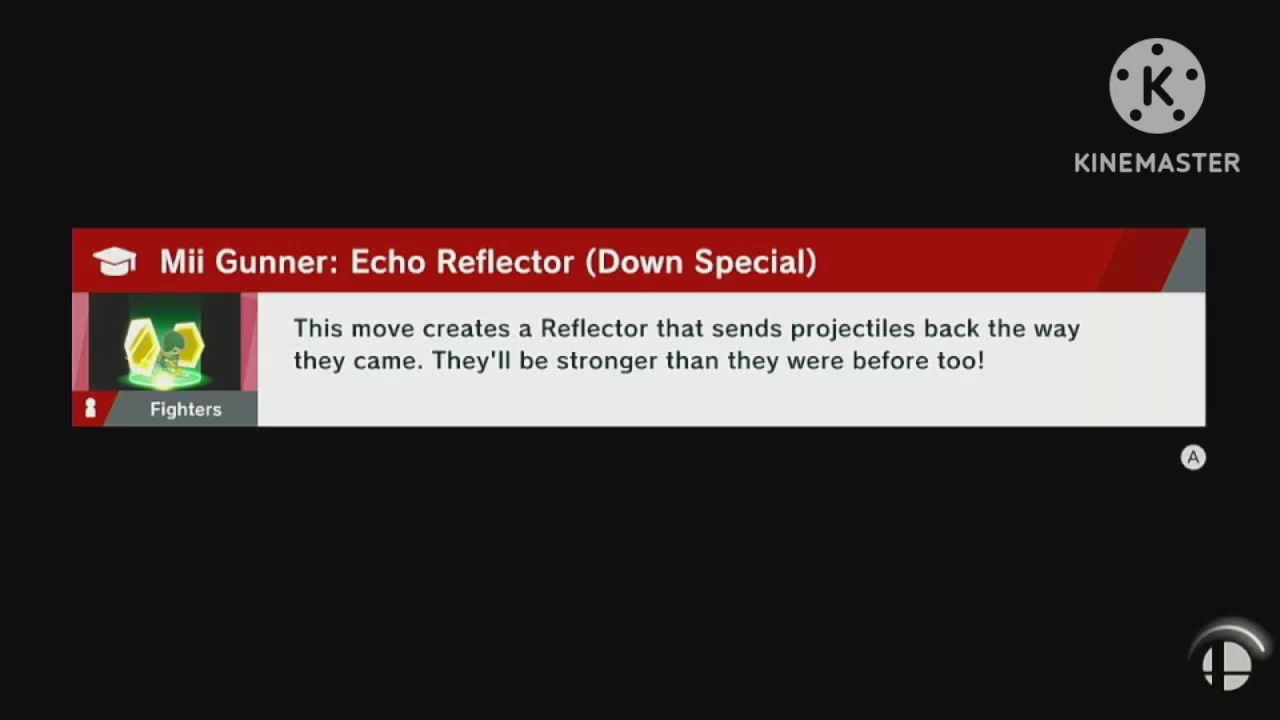 K
KINEMASTER
Mii Gunner: Echo Reflector (Down Special)
This move creates a Reflector that sends projectiles back the way
they came. They'll be stronger than they were before too!
Fighters
A